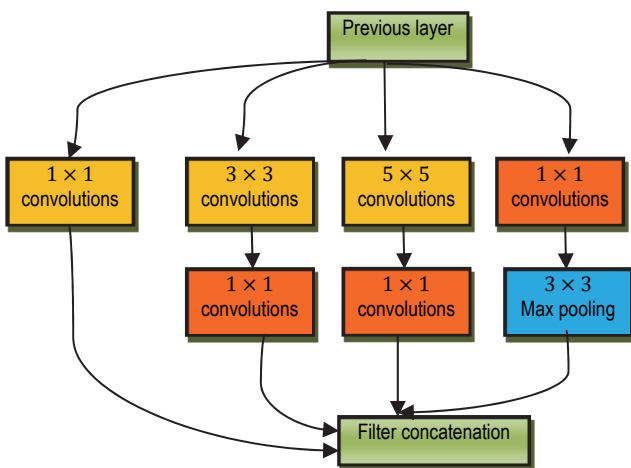 Previous layer
1 × 1
convolutions
3 × 3
convolutions
5 × 5
convolutions
1 × 1
convolutions
1 × 1
convolutions
1 × 1
convolutions
3 × 3
Max pooling
Filter concatenation